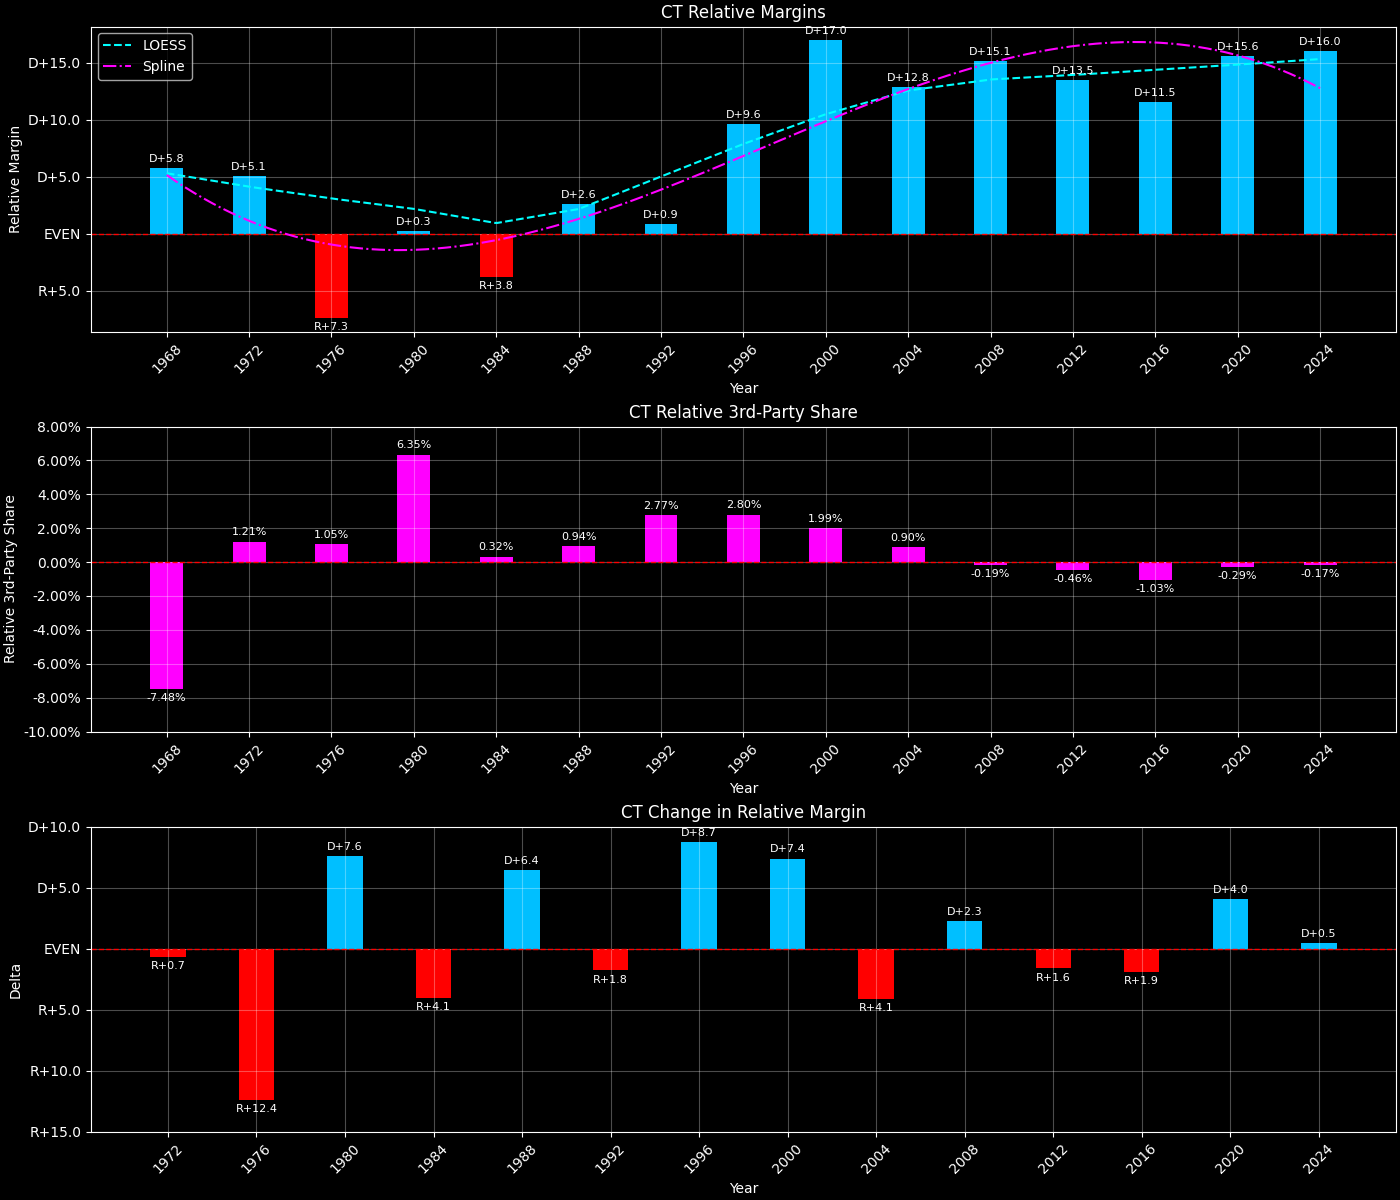 CT Relative Margins
LOESS
Spline
Relative Margin
D+15.0
D+10.0
D+5.0
EVEN
R+5.0
D+5.8
D+5.1
R+7.3
D+0.3
R+3.8
D+2.6
D+0.9
D+9.6
D+17.0
D+12.8
D+15.1
D+13.5
D+11.5
D+15.6
D+16.0
1968
1972
1976
1980
1984
1988
1992
1996
2000
2004
2008
2012
2016
2020
2024
Year
CT Relative 3rd-Party Share
Relative 3rd-Party Share
8.00%
6.00%
4.00%
2.00%
0.00%
-2.00%
-4.00%
-6.00%
-8.00%
-10.00%
-7.48%
1.21%
1.05%
6.35%
0.32%
0.94%
2.77%
2.80%
1.99%
0.90%
-0.19%
-0.46%
-1.03%
-0.29%
-0.17%
1968
1972
1976
1980
1984
1988
1992
1996
2000
2004
2008
2012
2016
2020
2024
Year
CT Change in Relative Margin
Delta
D+10.0
D+5.0
EVEN
R+5.0
R+10.0
R+15.0
R+0.7
R+12.4
D+7.6
R+4.1
D+6.4
R+1.8
D+8.7
D+7.4
R+4.1
D+2.3
R+1.6
R+1.9
D+4.0
D+0.5
1972
1976
1980
1984
1988
1992
1996
2000
2004
2008
2012
2016
2020
2024
Year